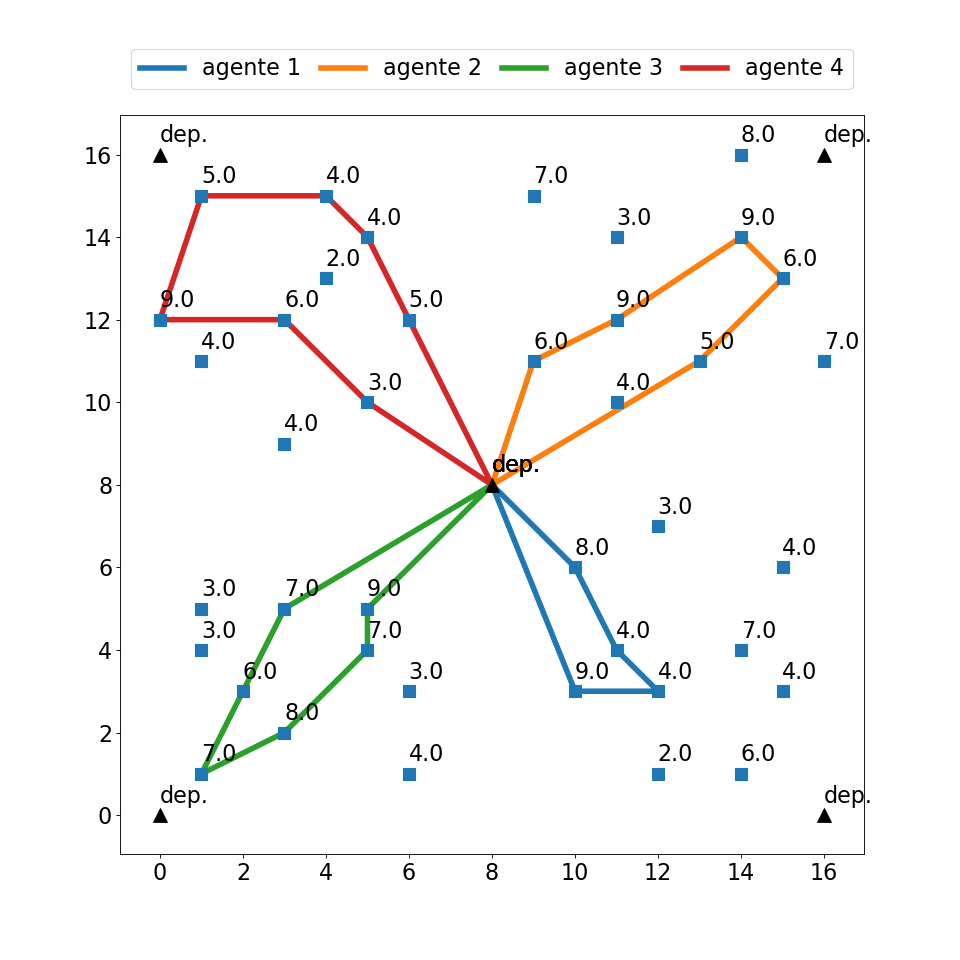 agente 1 agente 2 agente 3 agente 4
dep. 8.0 dep.
16
5.0 4.0 7.0
3.0 9.0
4.0
14
2.0 6.0
9.0 6.0 5.0 9.0
12
4.0 6.0 5.0 7.0
3.0 4.0
10
4.0
dep.
8
3.0
8.0 4.0
6
3.0 7.0 9.0
3.0 7.0 4.0 7.0
4
6.0 3.0 9.0 4.0 4.0
8.0
2
7.0 4.0 2.0 6.0
dep. dep.
0
0 2 4 6 8 10 12 14 16